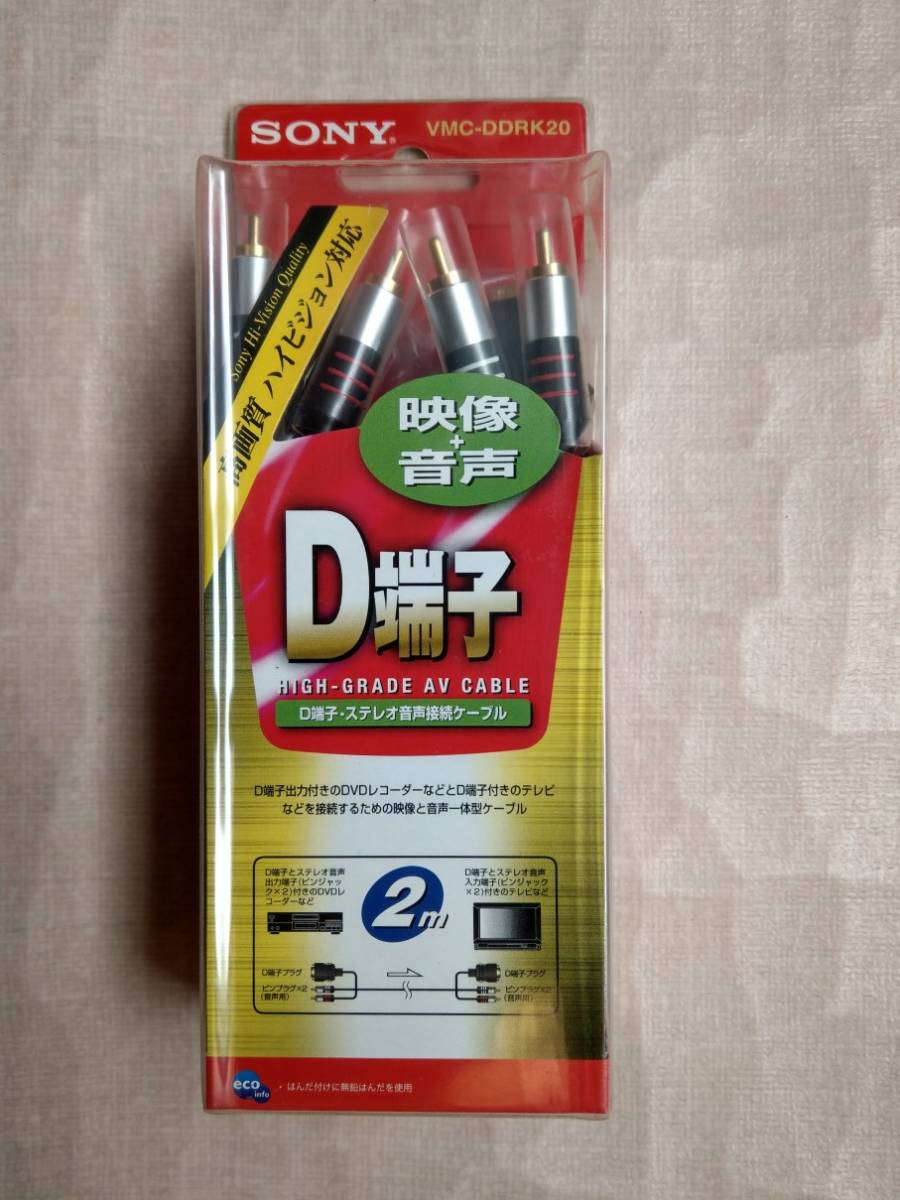 SONY®
VMC-DDRK20
Sony Hi-Vision Quality
高画質 ハイビジョン対応
映像
+
音声
D端子
HIGH-GRADE AV CABLE
D端子・ステレオ音声接続ケーブル
D端子出力付きのDVDレコーダーなどとD端子付きのテレビ
などを接続するための映像と音声一体型ケーブル
D端子とステレオ音声
出力端子(ピンジャッ
ク×2)付きのDVDレ
コーダーなど
2m
D端子とステレオ音声
入力端子(ピンジャック
×2)付きのテレビなど
D端子プラグ
ピンプラグ×2
(音声用)
D端子プラグ
ピンプラグ×2
(音声用)
eco
info
・はんだ付けに無鉛はんだを使用